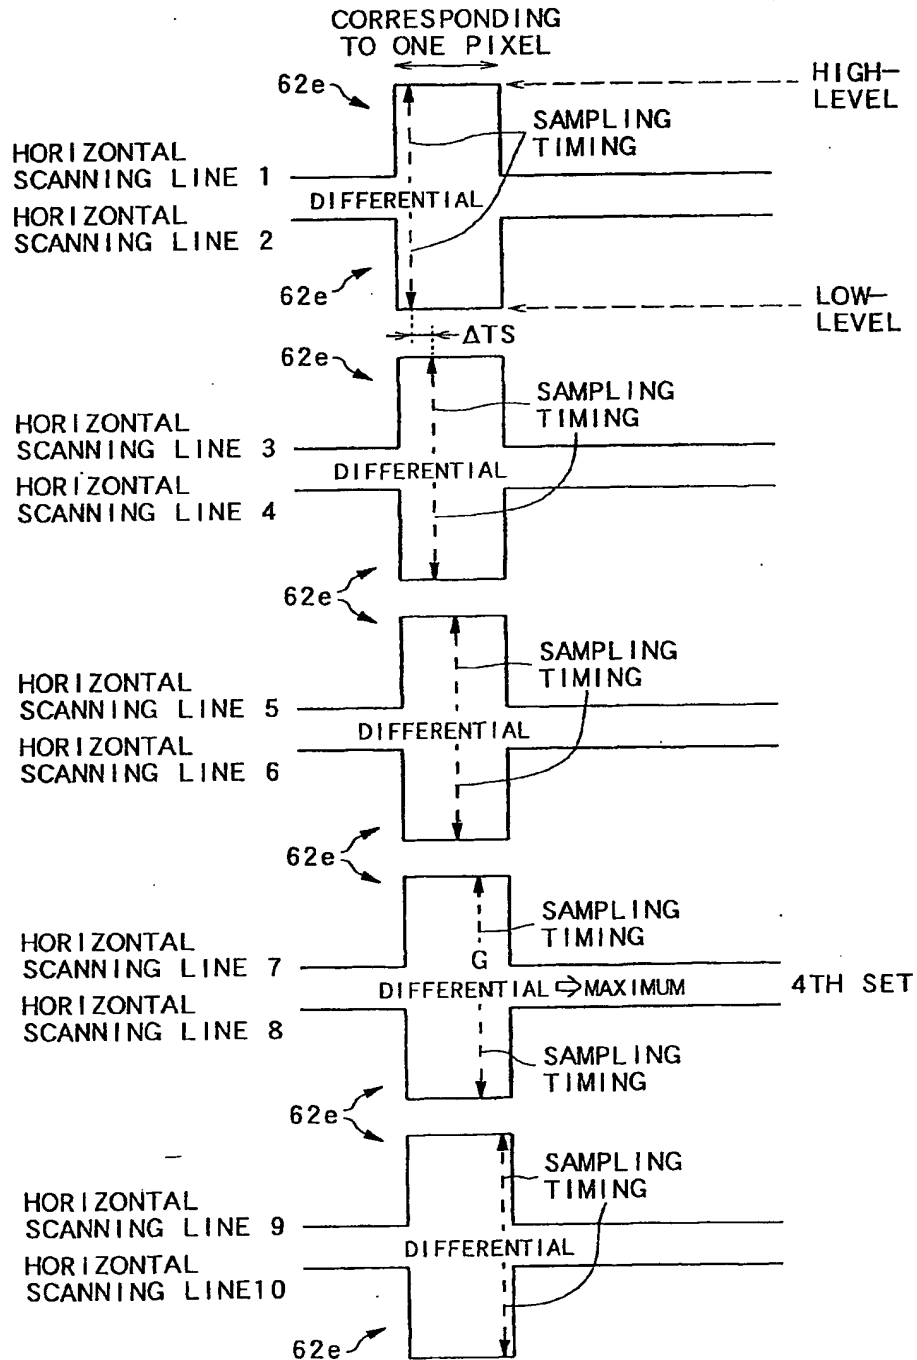 CORRESPONDING
TO ONE PIXEL
62e
HIGH-
LEVEL
SAMPLING
TIMING
HORIZONTAL
SCANNING LINE 1
DIFFERENTIAL
HORIZONTAL
SCANNING LINE 2
62e
LOW-
LEVEL
ΔTS
62e
SAMPLING
TIMING
HORIZONTAL
SCANNING LINE 3
DIFFERENTIAL
HORIZONTAL
SCANNING LINE 4
62e
SAMPLING
TIMING
HORIZONTAL
SCANNING LINE 5
DIFFERENTIAL
HORIZONTAL
SCANNING LINE 6
62e
SAMPLING
TIMING
HORIZONTAL
SCANNING LINE 7
G
DIFFERENTIAL ⇨ MAXIMUM
4TH SET
HORIZONTAL
SCANNING LINE 8
SAMPLING
TIMING
62e
SAMPLING
TIMING
HORIZONTAL
SCANNING LINE 9
DIFFERENTIAL
HORIZONTAL
SCANNING LINE10
62e